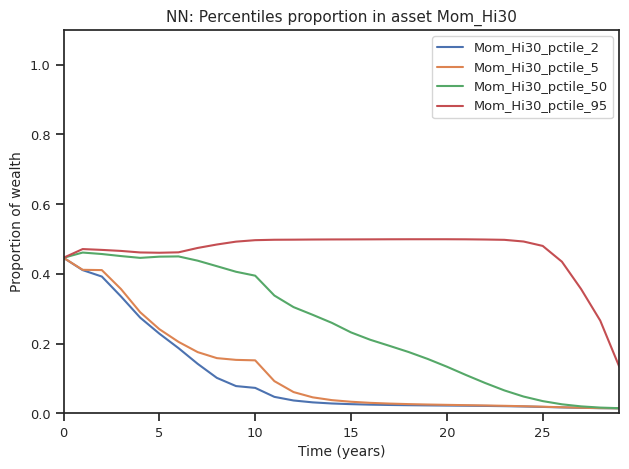 NN: Percentiles proportion in asset Mom_Hi30
Mom_Hi30_pctile_2
Mom_Hi30_pctile_5
Mom_Hi30_pctile_50
Mom_Hi30_pctile_95
Proportion of wealth
1.0
0.8
0.6
0.4
0.2
0.0
0 5 10 15 20 25
Time (years)